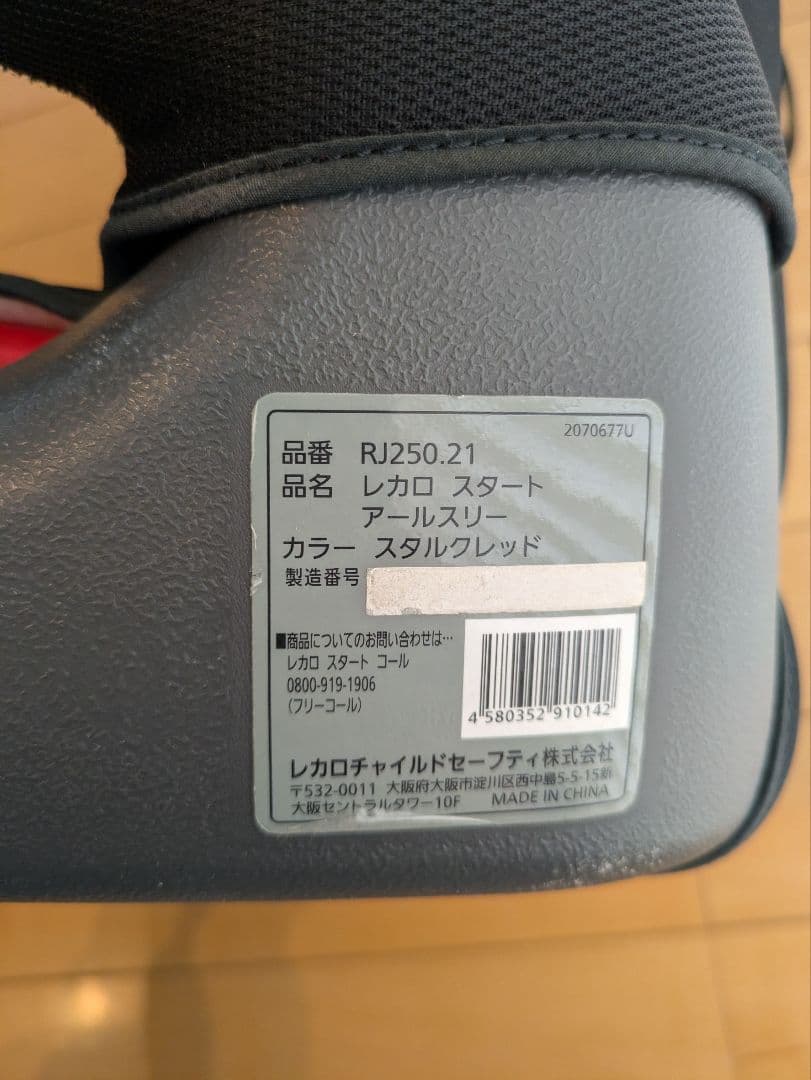 2070677U
品番 RJ250.21
品名 レカロ スタート
アールスリー
カラー スタルクレッド
製造番号
■商品についてのお問い合わせは…
レカロ スタート コール
0800-919-1906
(フリーコール)
4 580352 910142
レカロチャイルドセーフティ株式会社
〒532-0011 大阪府大阪市淀川区西中島5-5-15新
大阪セントラルタワー10F MADE IN CHINA